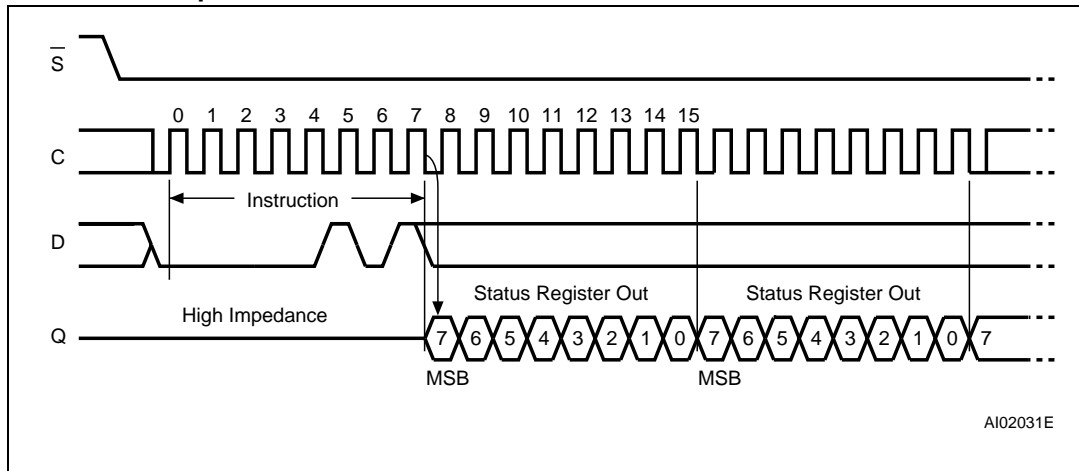 S
0 1 2 3 4 5 6 7 8 9 10 11 12 13 14 15
C
Instruction
D
Status Register Out Status Register Out
High Impedance
Q 7 6 5 4 3 2 1 0 7 6 5 4 3 2 1 0 7
MSB MSB
AI02031E